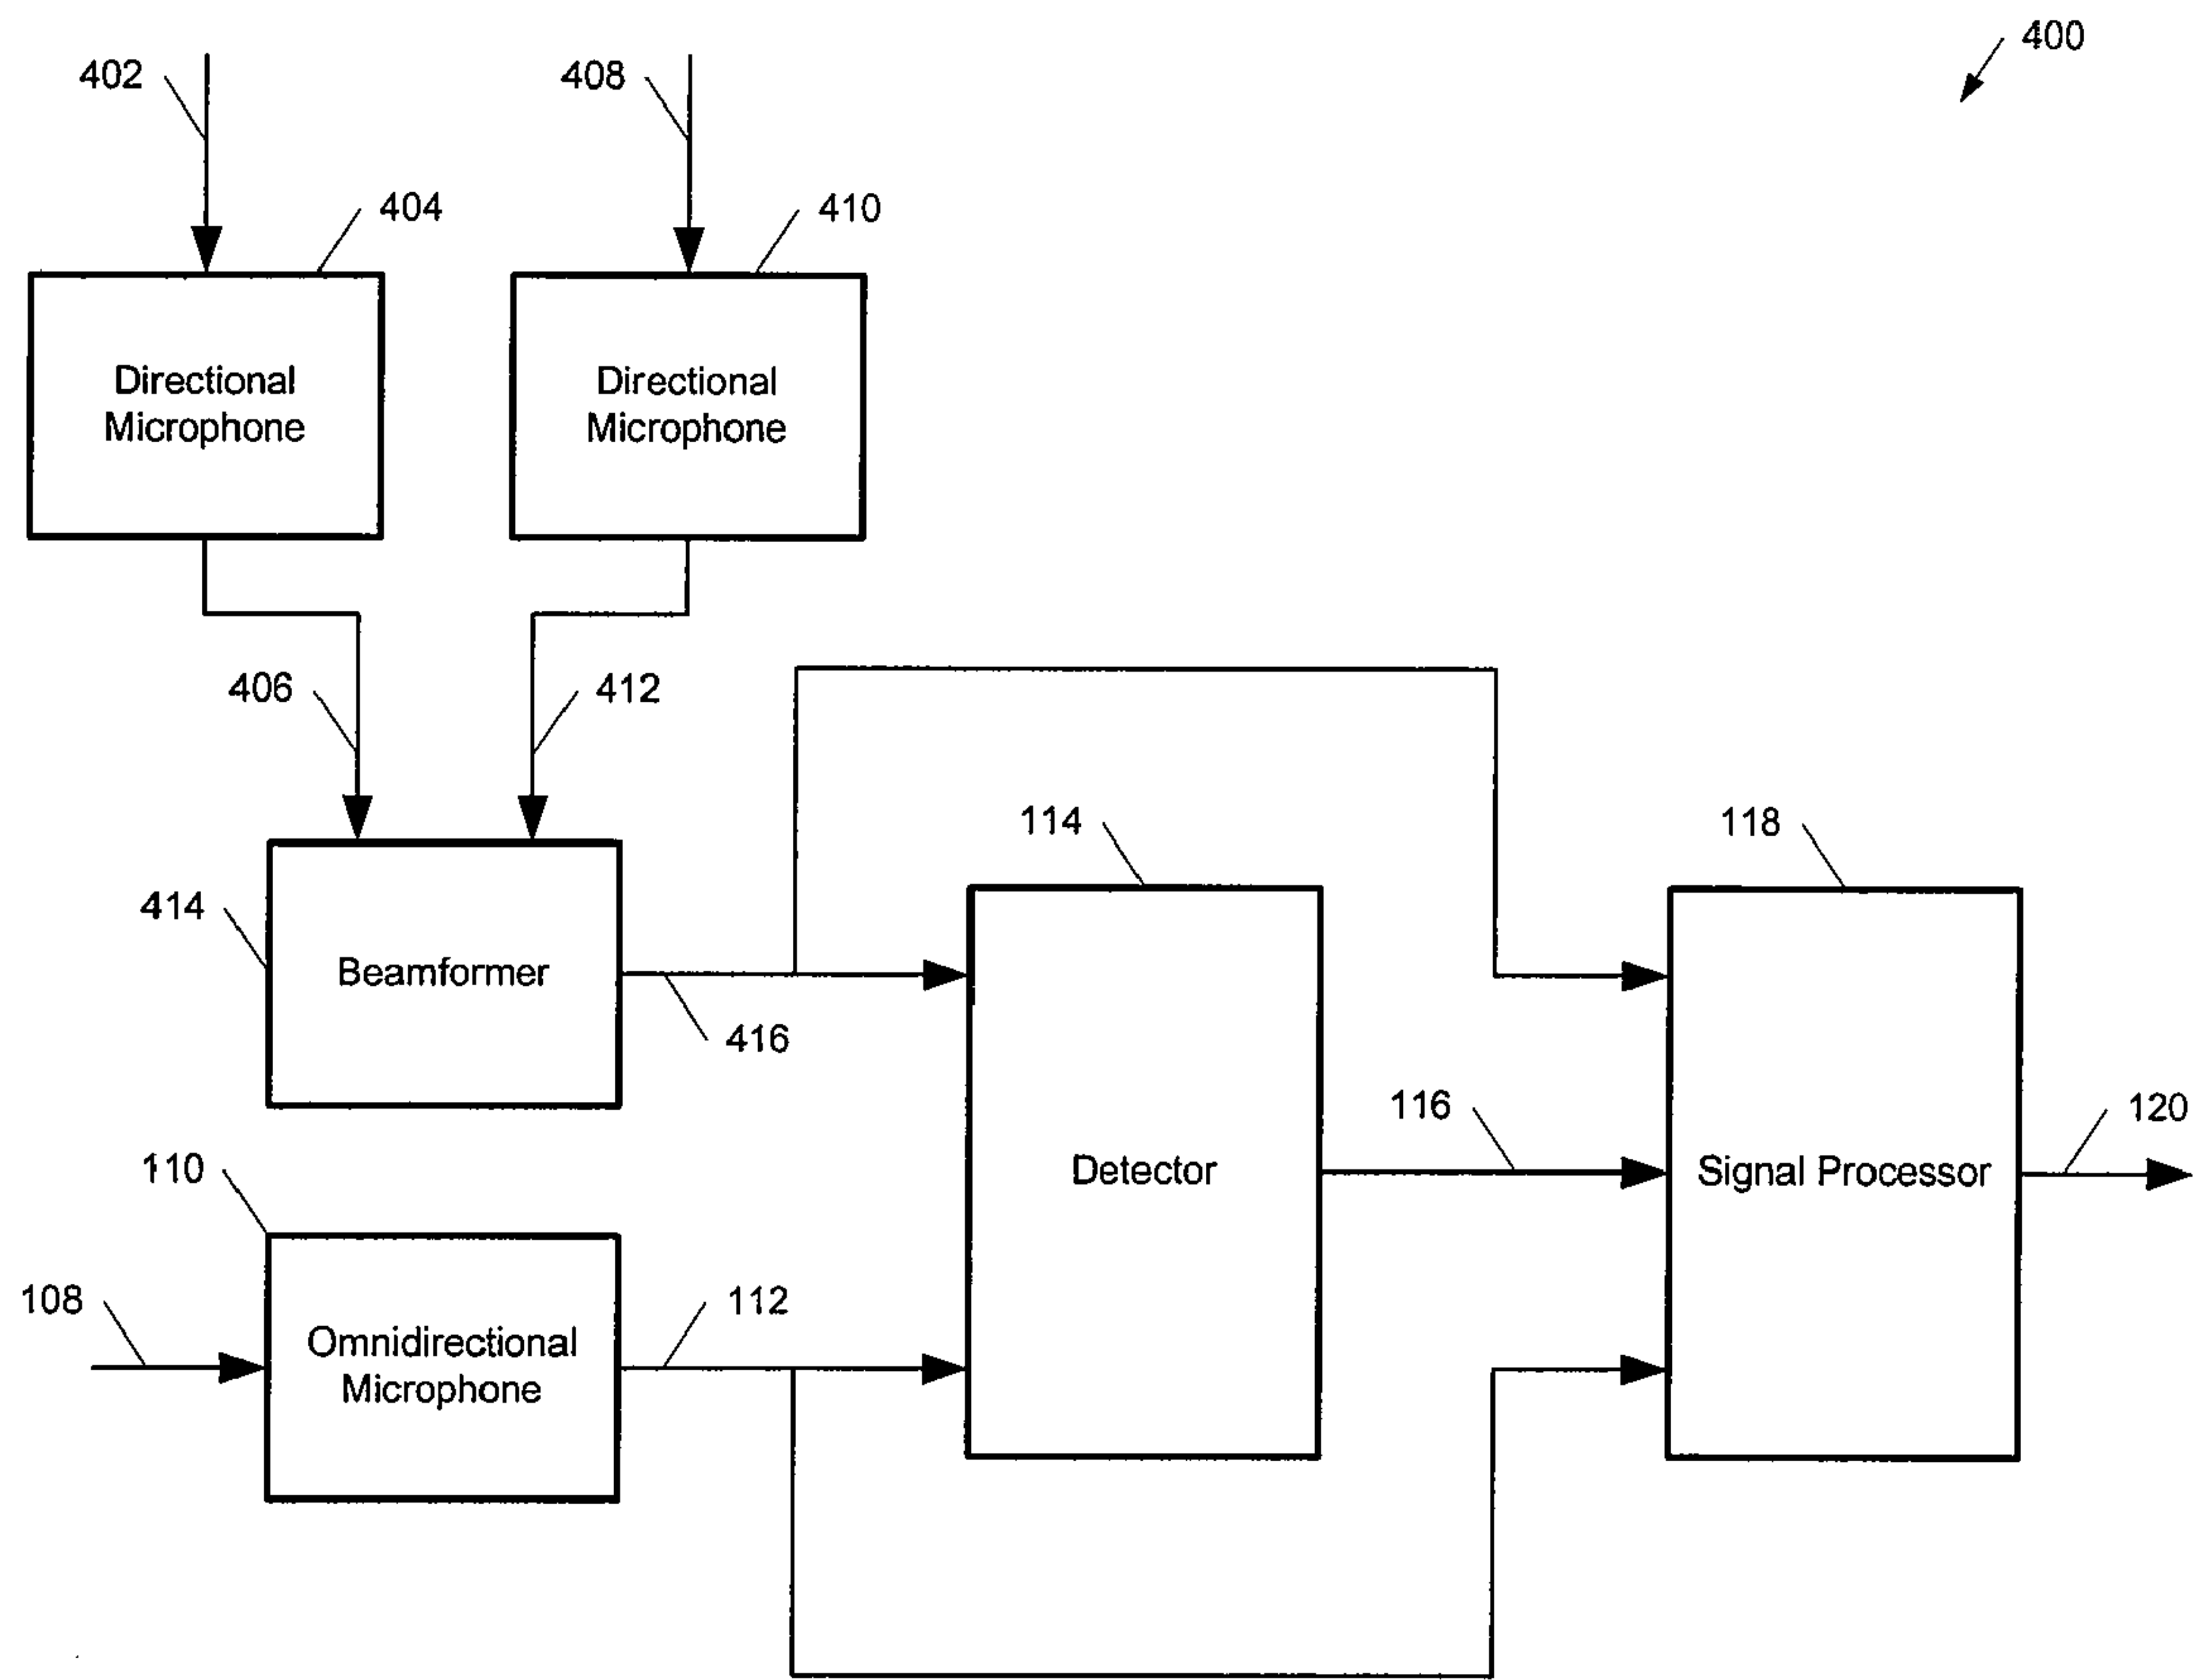 400
402
408
404
410
Directional
Microphone
Directional
Microphone
406
412
114
118
414
Beamformer
416
116
120
110
Detector
Signal Processor
108
112
Omnidirectional
Microphone